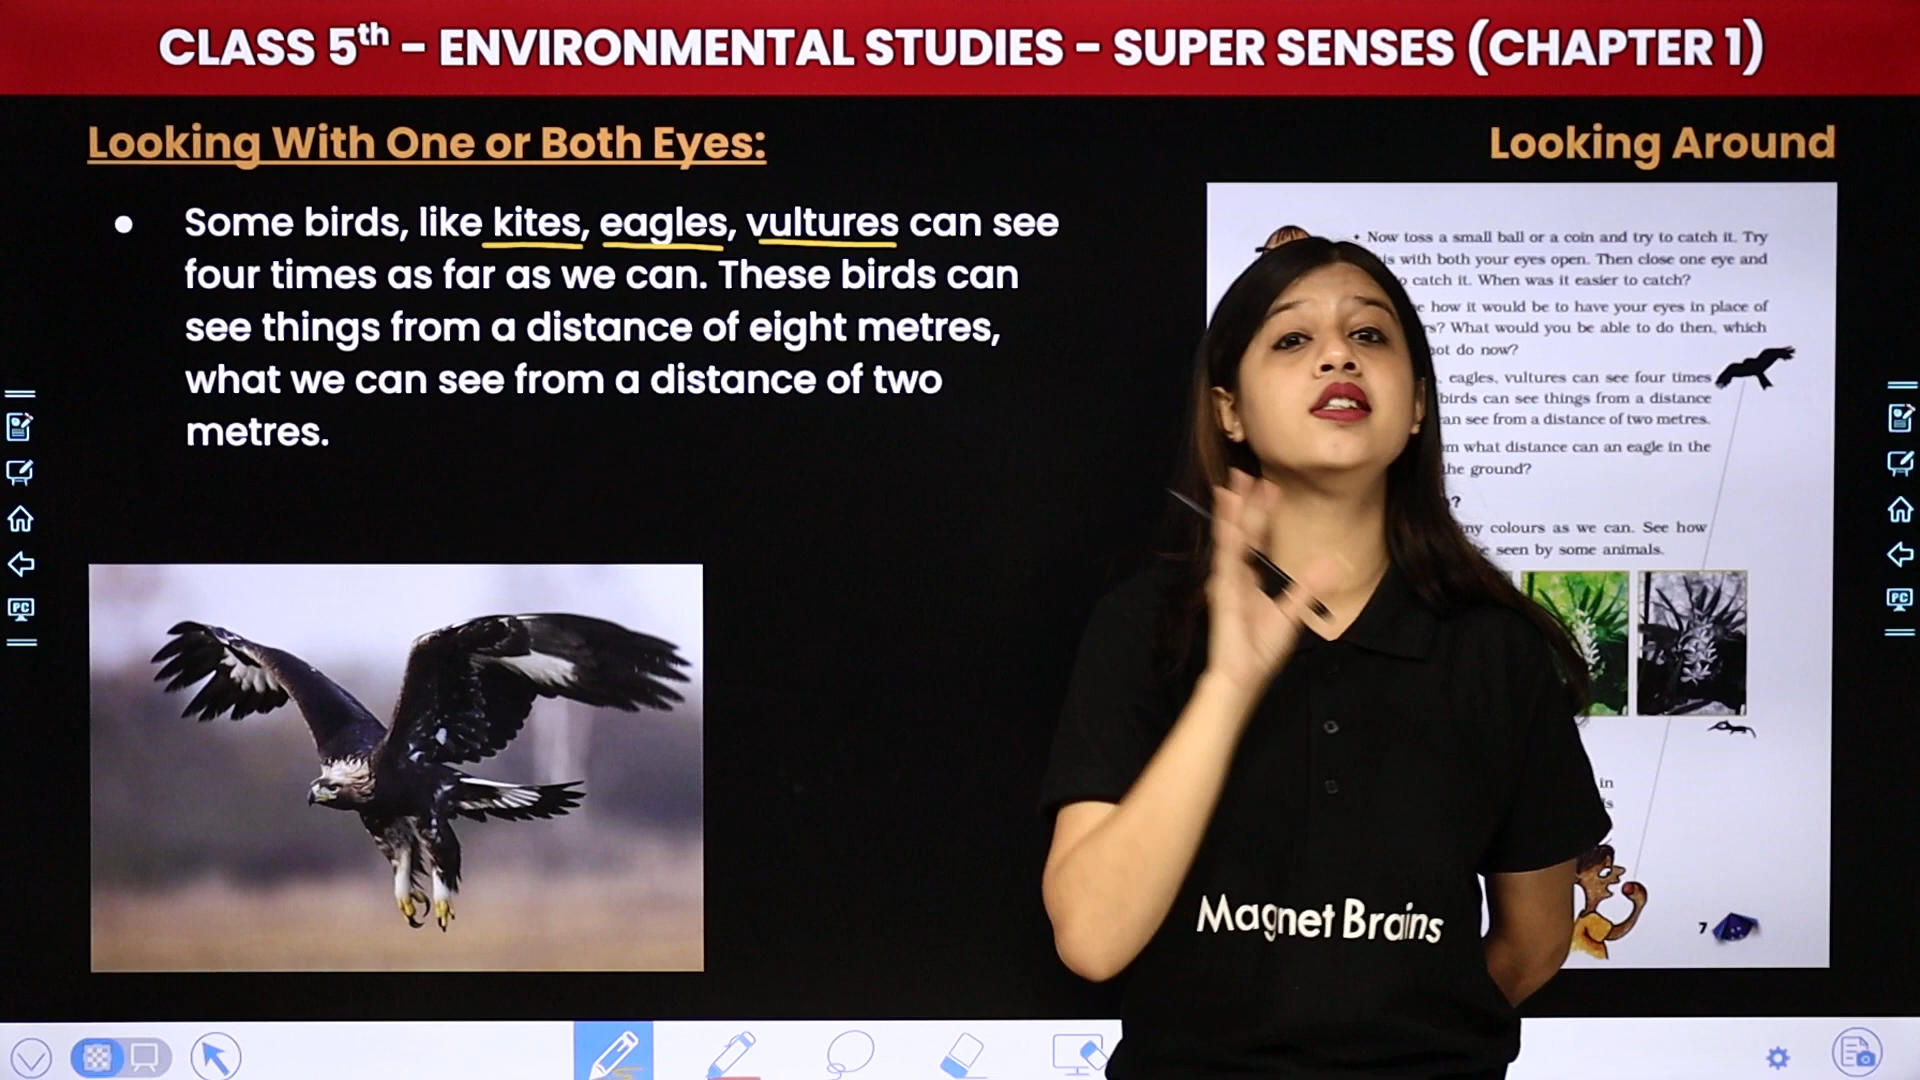 CLASS 5th – ENVIRONMENTAL STUDIES – SUPER SENSES (CHAPTER 1)
Looking With One or Both Eyes:
● Some birds, like kites, eagles, vultures can see
four times as far as we can. These birds can
see things from a distance of eight metres,
what we can see from a distance of two
metres.
Looking Around
• Now toss a small ball or a coin and try to catch it. Try
with both your eyes open. Then close one eye and
catch it. When was it easier to catch?
how it would be to have your eyes in place of
What would you be able to do then, which
do now?
eagles, vultures can see four times
birds can see things from a distance
see from a distance of two metres.
what distance can an eagle in the
ground?
?
colours as we can. See how
seen by some animals.
in
7
Magnet Brains
PC
PC